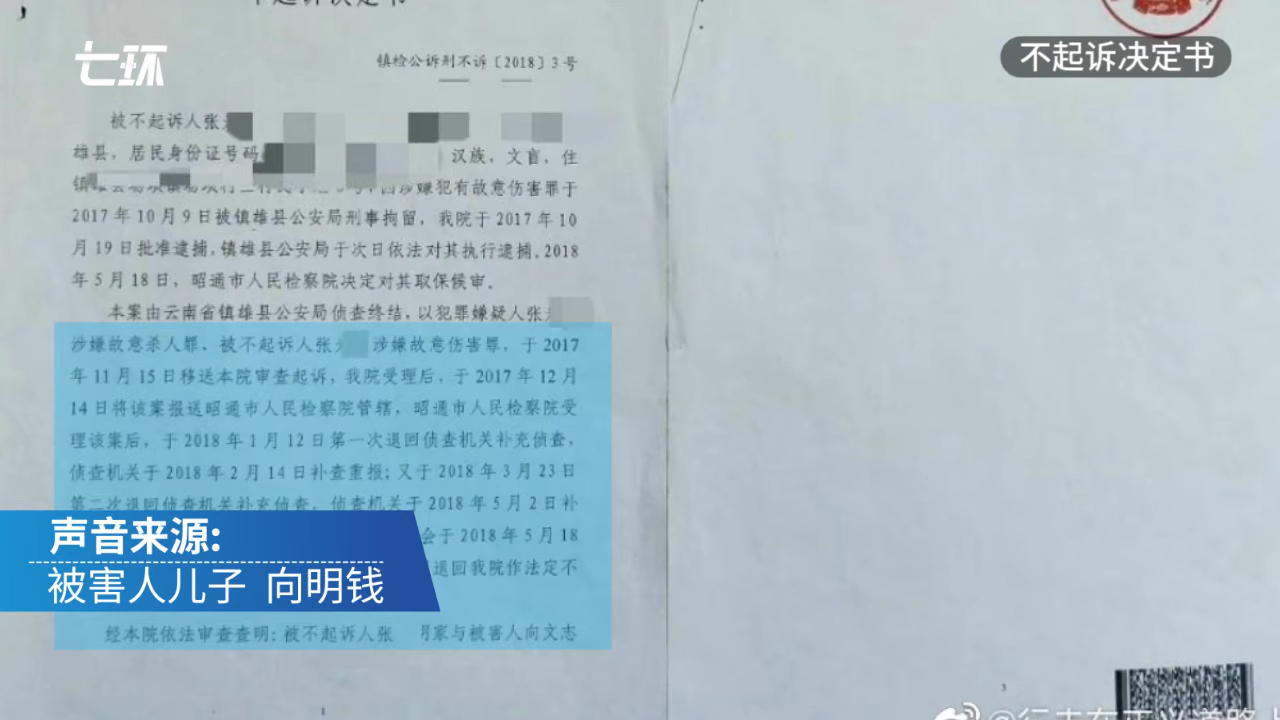 七环
不起诉决定书
不起诉决定书
镇检公诉刑不诉〔2018〕3号
被不起诉人张
雄县，居民身份证号码 汉族，文盲，住
涉嫌犯有故意伤害罪于
2017年10月9日被镇雄县公安局刑事拘留，我院于2017年10
月19日批准逮捕，镇雄县公安局于次日依法对其执行逮捕。2018
年5月18日，昭通市人民检察院决定对其取保候审。
本案由云南省镇雄县公安局侦查终结，以犯罪嫌疑人张
涉嫌故意杀人罪、被不起诉人张 涉嫌故意伤害罪，于2017
年11月15日移送本院审查起诉，我院受理后，于2017年12月
14日将该案报送昭通市人民检察院管辖，昭通市人民检察院受
理该案后，于2018年1月12日第一次退回侦查机关补充侦查，
侦查机关于2018年2月14日补查重报；又于2018年3月23日
第二次退回侦查机关补充侦查，侦查机关于2018年5月2日补
会于2018年5月18
退回我院作法定不
经本院依法审查查明：被不起诉人张 明家与被害人向文志
声音来源:
被害人儿子 向明钱